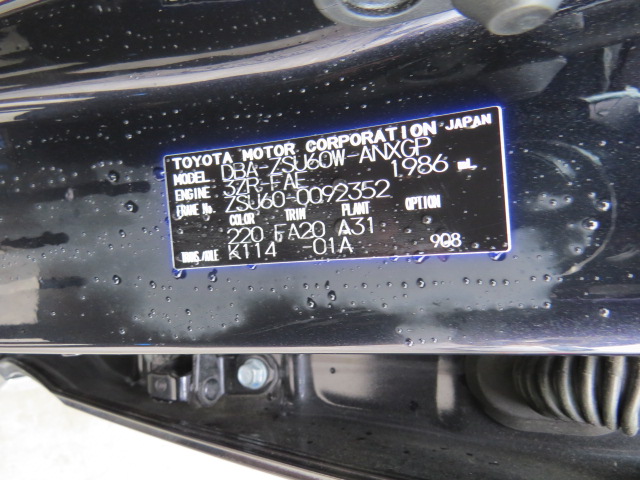 TOYOTA MOTOR CORPORATION JAPAN
MODEL DBA-ZSU60W-ANXGP
ENGINE 3ZR-FAE 1986 mL
FRAME No. ZSU60-0092352
COLOR TRIM PLANT OPTION
220 FA20 A31
TRANS/AXLE K114 01A 908